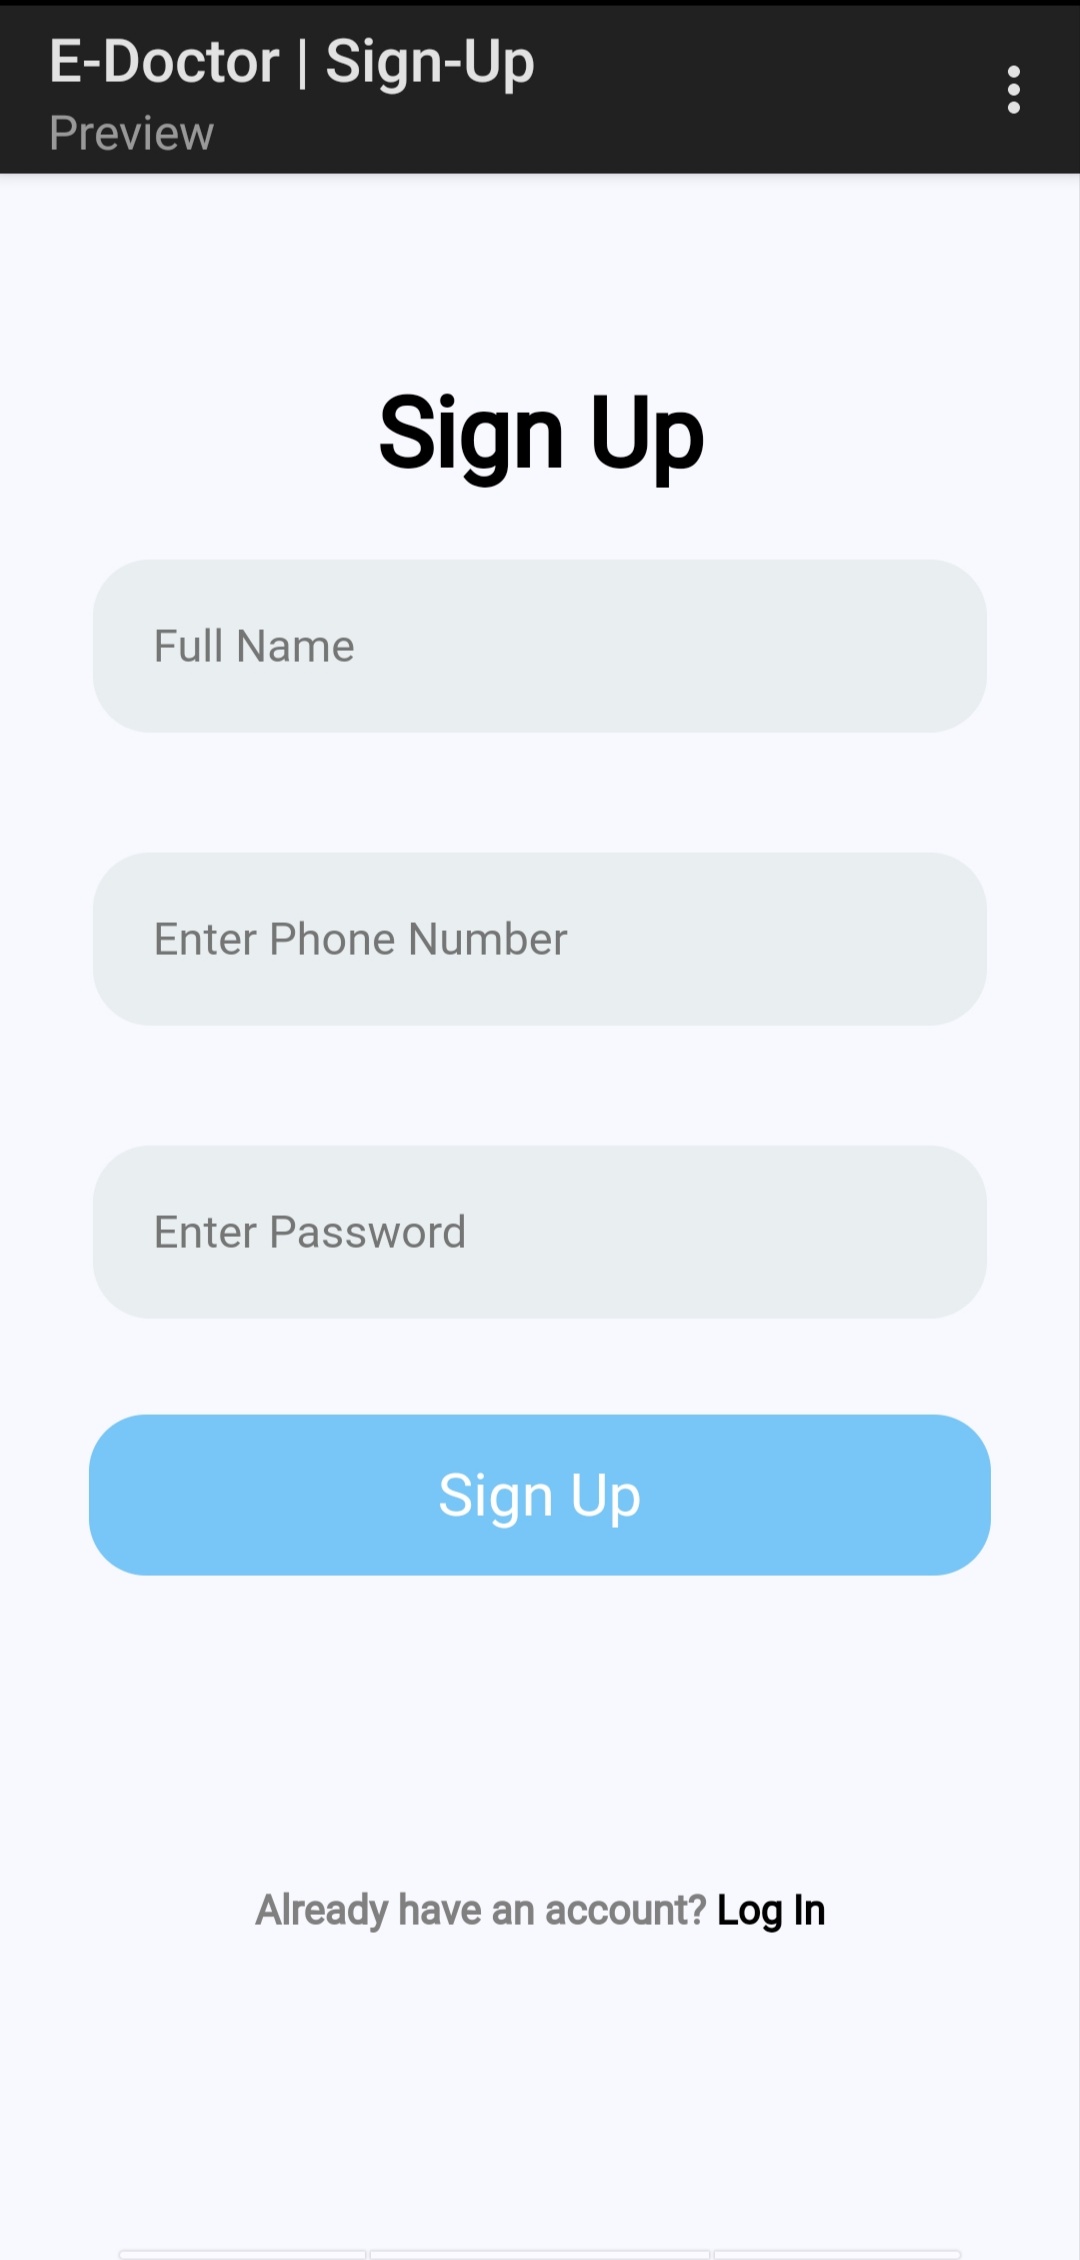 E-Doctor | Sign-Up
Preview
Sign Up
Full Name
Enter Phone Number
Enter Password
Sign Up
Already have an account? Log In